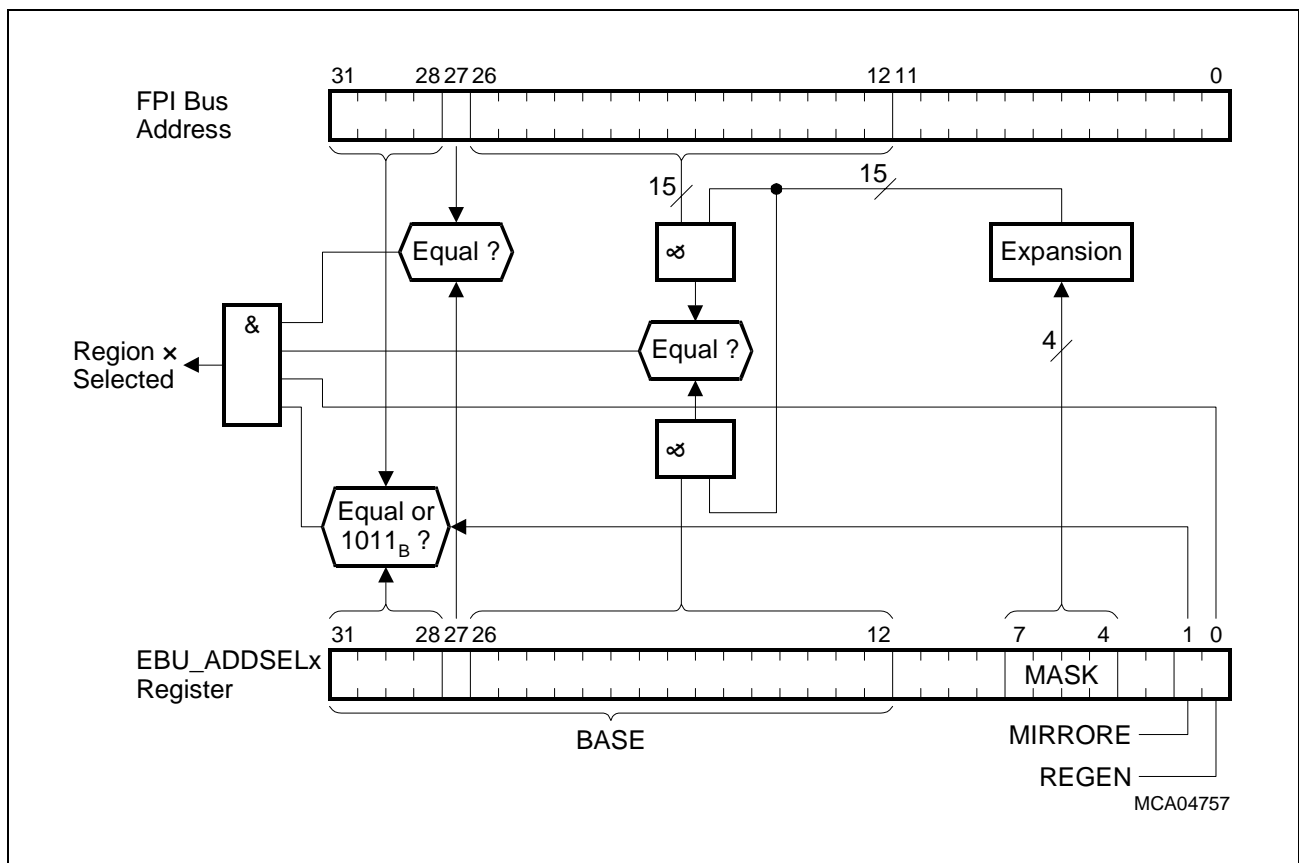 31 28 27 26 12 11 0
FPI Bus
Address
15 15
Equal ?
&
Expansion
&
Region ×
Selected
Equal ?
4
&
Equal or
1011B ?
31 28 27 26 12 7 4 1 0
EBU_ADDSELx
Register
MASK
BASE
MIRRORE
REGEN
MCA04757